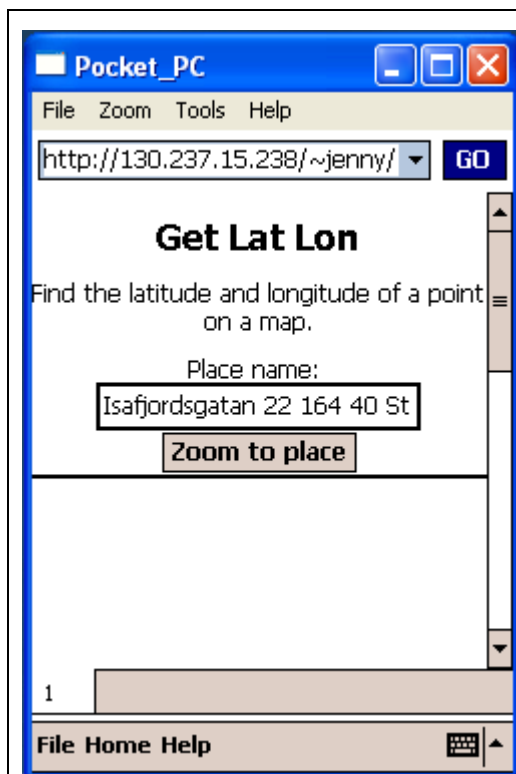 Pocket_PC
File Zoom Tools Help
http://130.237.15.238/~jenny/ GO
Get Lat Lon
Find the latitude and longitude of a point
on a map.
Place name:
Isafjordsgatan 22 164 40 St
Zoom to place
1
File Home Help